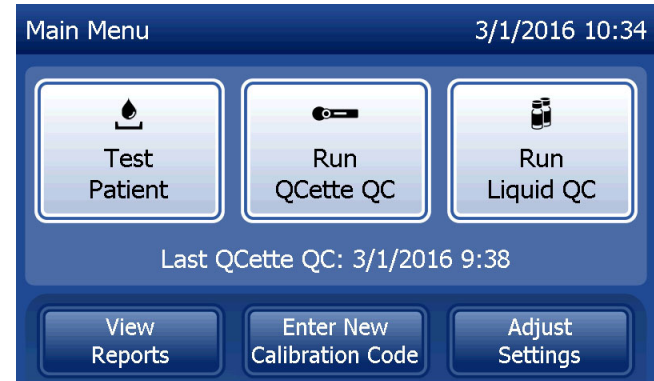 Main Menu 3/1/2016 10:34
Test
Patient
Run
QCette QC
Run
Liquid QC
Last QCette QC: 3/1/2016 9:38
View
Reports
Enter New
Calibration Code
Adjust
Settings